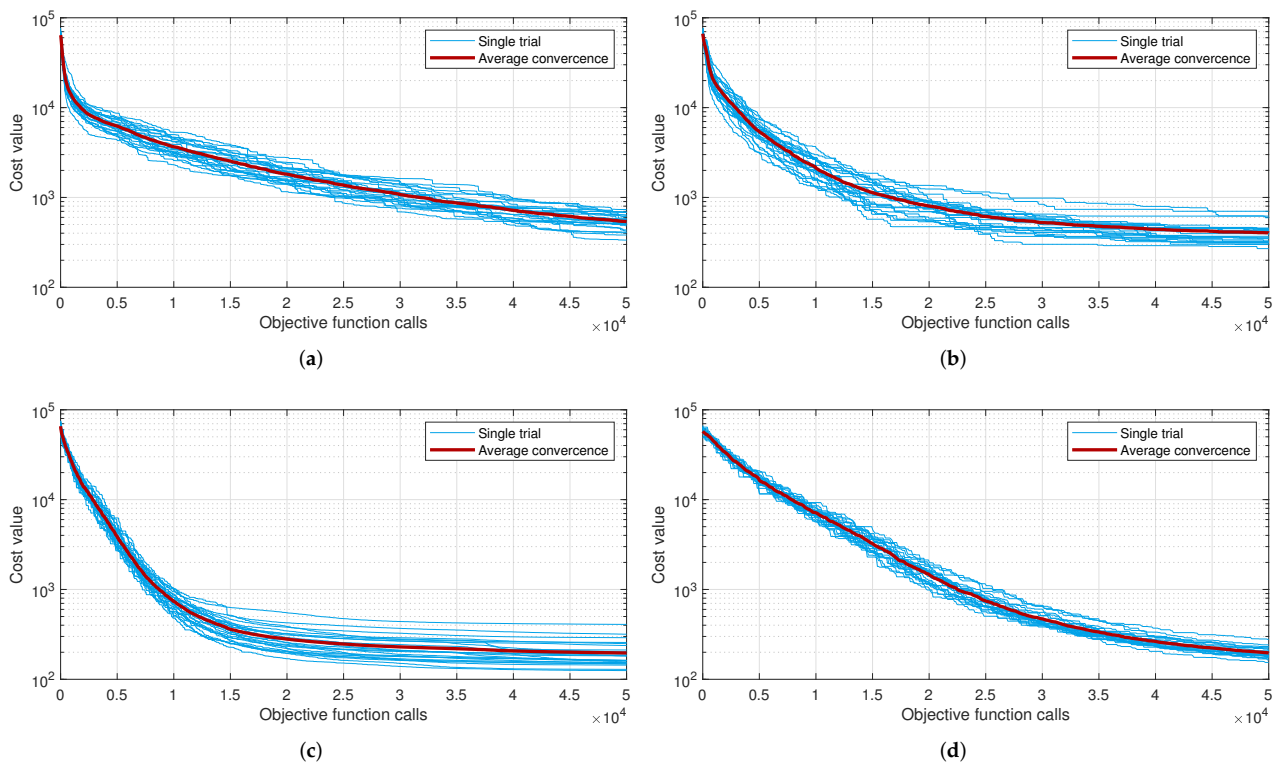 10^5
10^4
10^3
10^2
Cost value
Single trial
Average convercence
0 0.5 1 1.5 2 2.5 3 3.5 4 4.5 5
Objective function calls
×10^4
(a)
10^5
10^4
10^3
10^2
Cost value
Single trial
Average convercence
0 0.5 1 1.5 2 2.5 3 3.5 4 4.5 5
Objective function calls
×10^4
(b)
10^5
10^4
10^3
10^2
Cost value
Single trial
Average convercence
0 0.5 1 1.5 2 2.5 3 3.5 4 4.5 5
Objective function calls
×10^4
(c)
10^5
10^4
10^3
10^2
Cost value
Single trial
Average convercence
0 0.5 1 1.5 2 2.5 3 3.5 4 4.5 5
Objective function calls
×10^4
(d)